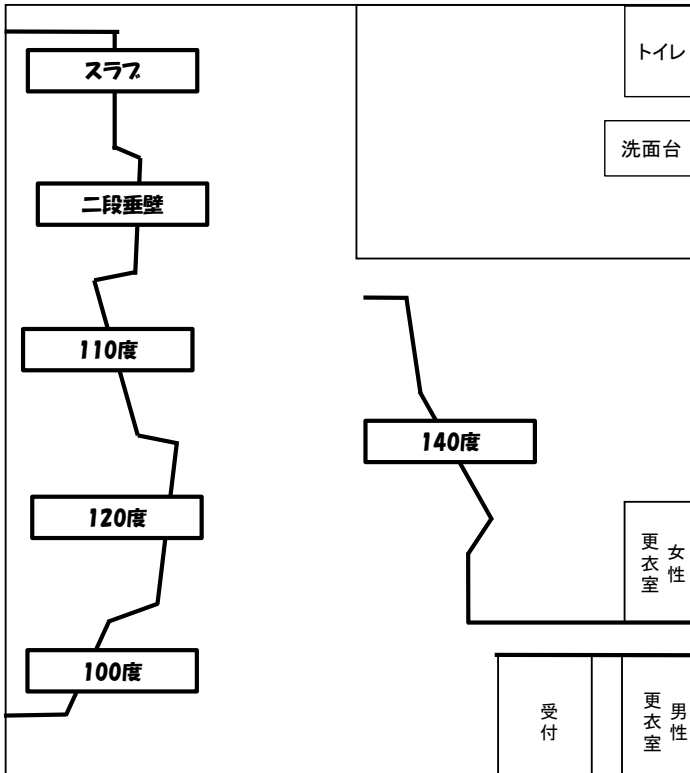 トイレ
スラブ
洗面台
二段垂壁
110度
140度
120度
女性
更衣室
100度
受付
男性
更衣室